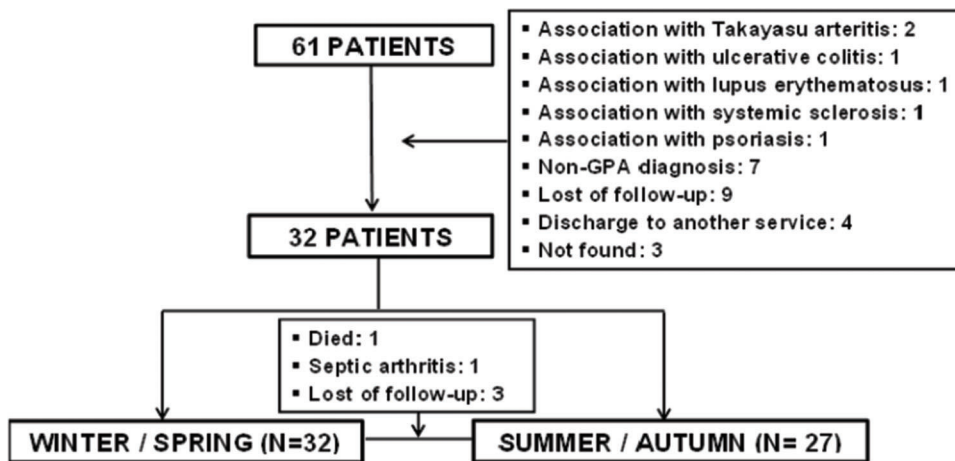 61 PATIENTS
▪ Association with Takayasu arteritis: 2
▪ Association with ulcerative colitis: 1
▪ Association with lupus erythematosus: 1
▪ Association with systemic sclerosis: 1
▪ Association with psoriasis: 1
▪ Non-GPA diagnosis: 7
▪ Lost of follow-up: 9
▪ Discharge to another service: 4
▪ Not found: 3
32 PATIENTS
▪ Died: 1
▪ Septic arthritis: 1
▪ Lost of follow-up: 3
WINTER / SPRING (N=32)
SUMMER / AUTUMN (N= 27)